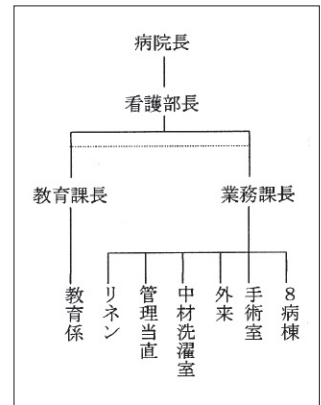 病院長
看護部長
教育課長
業務課長
教育係
リネン
管理当直
中材洗濯室
外来
手術室
8病棟